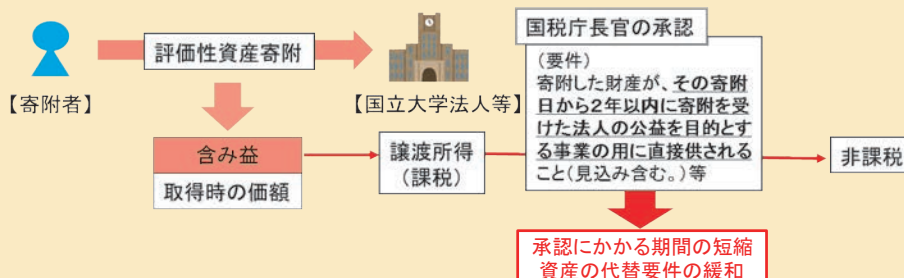 評価性資産寄附
【寄附者】
【国立大学法人等】
国税庁長官の承認
(要件)
寄附した財産が、その寄附
日から2年以内に寄附を受
けた法人の公益を目的とす
る事業の用に直接供される
こと(見込み含む。)等
含み益
取得時の価額
譲渡所得
(課税)
非課税
承認にかかる期間の短縮
資産の代替要件の緩和